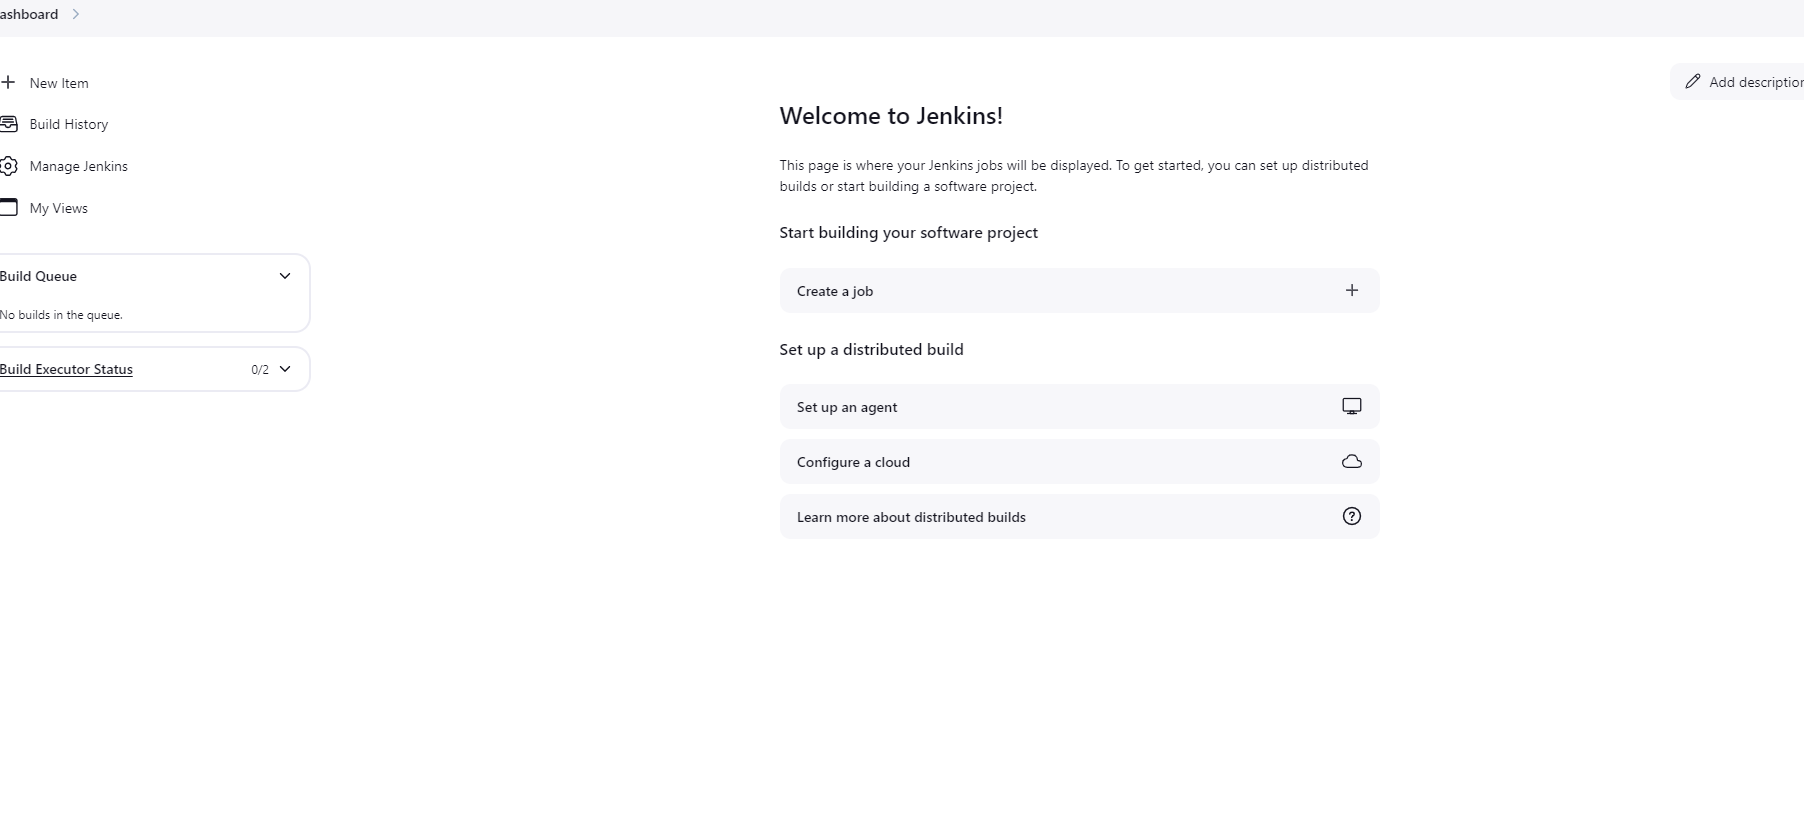 ashboard
New Item
Build History
Manage Jenkins
My Views
Build Queue
No builds in the queue.
Build Executor Status
0/2
Add description
Welcome to Jenkins!
This page is where your Jenkins jobs will be displayed. To get started, you can set up distributed
builds or start building a software project.
Start building your software project
Create a job
Set up a distributed build
Set up an agent
Configure a cloud
Learn more about distributed builds